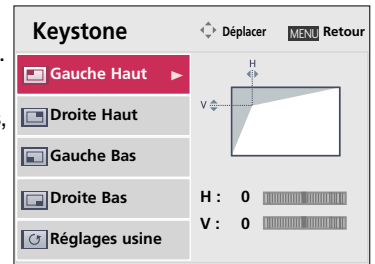 Keystone Déplacer MENU Retour
.
Gauche Haut
,
Droite Haut
Gauche Bas
Droite Bas
Réglages usine
H
V
H : 0
V : 0